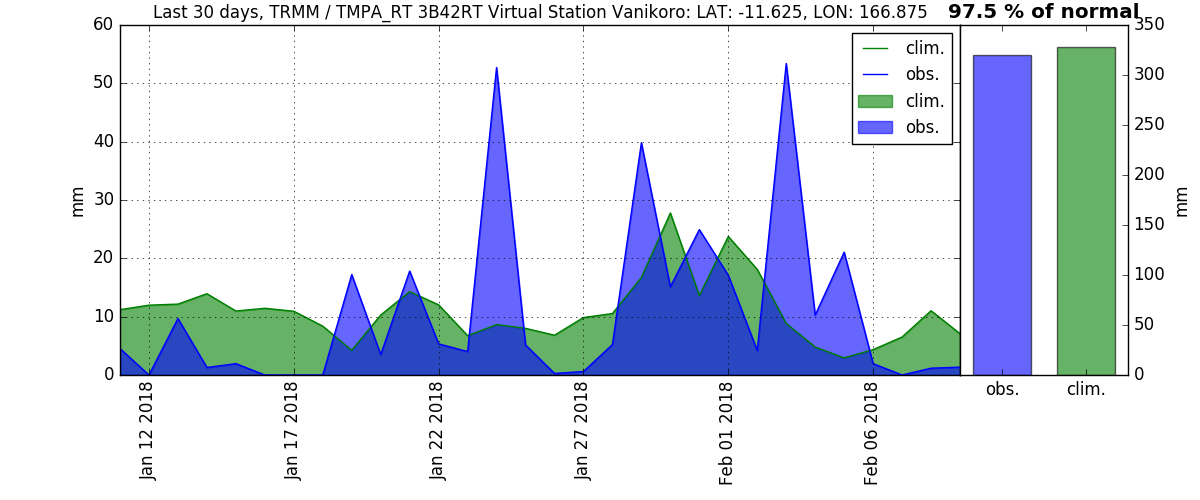 Last 30 days, TRMM / TMPA_RT 3B42RT Virtual Station Vanikoro: LAT: -11.625, LON: 166.875
97.5 % of normal
60
50
40
30
20
10
0
mm
clim.
obs.
clim.
obs.
Jan 12 2018
Jan 17 2018
Jan 22 2018
Jan 27 2018
Feb 01 2018
Feb 06 2018
350
300
250
200
150
100
50
0
mm
obs.
clim.